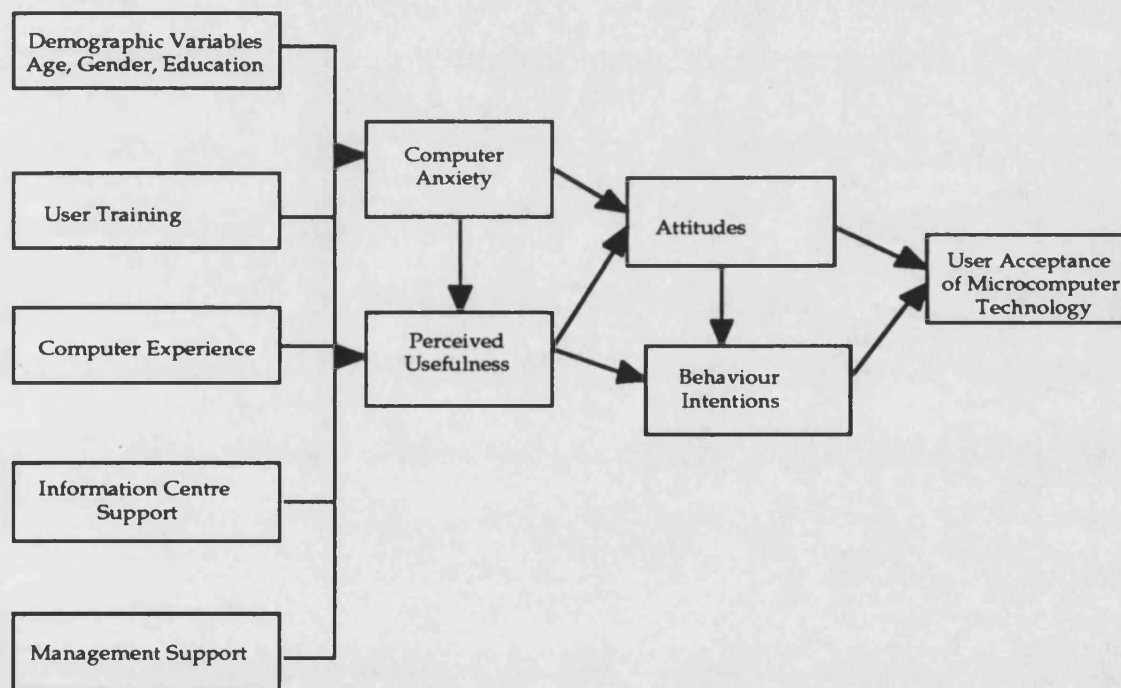 Demographic Variables
Age, Gender, Education
User Training
Computer Experience
Information Centre
Support
Management Support
Computer
Anxiety
Perceived
Usefulness
Attitudes
Behaviour
Intentions
User Acceptance
of Microcomputer
Technology